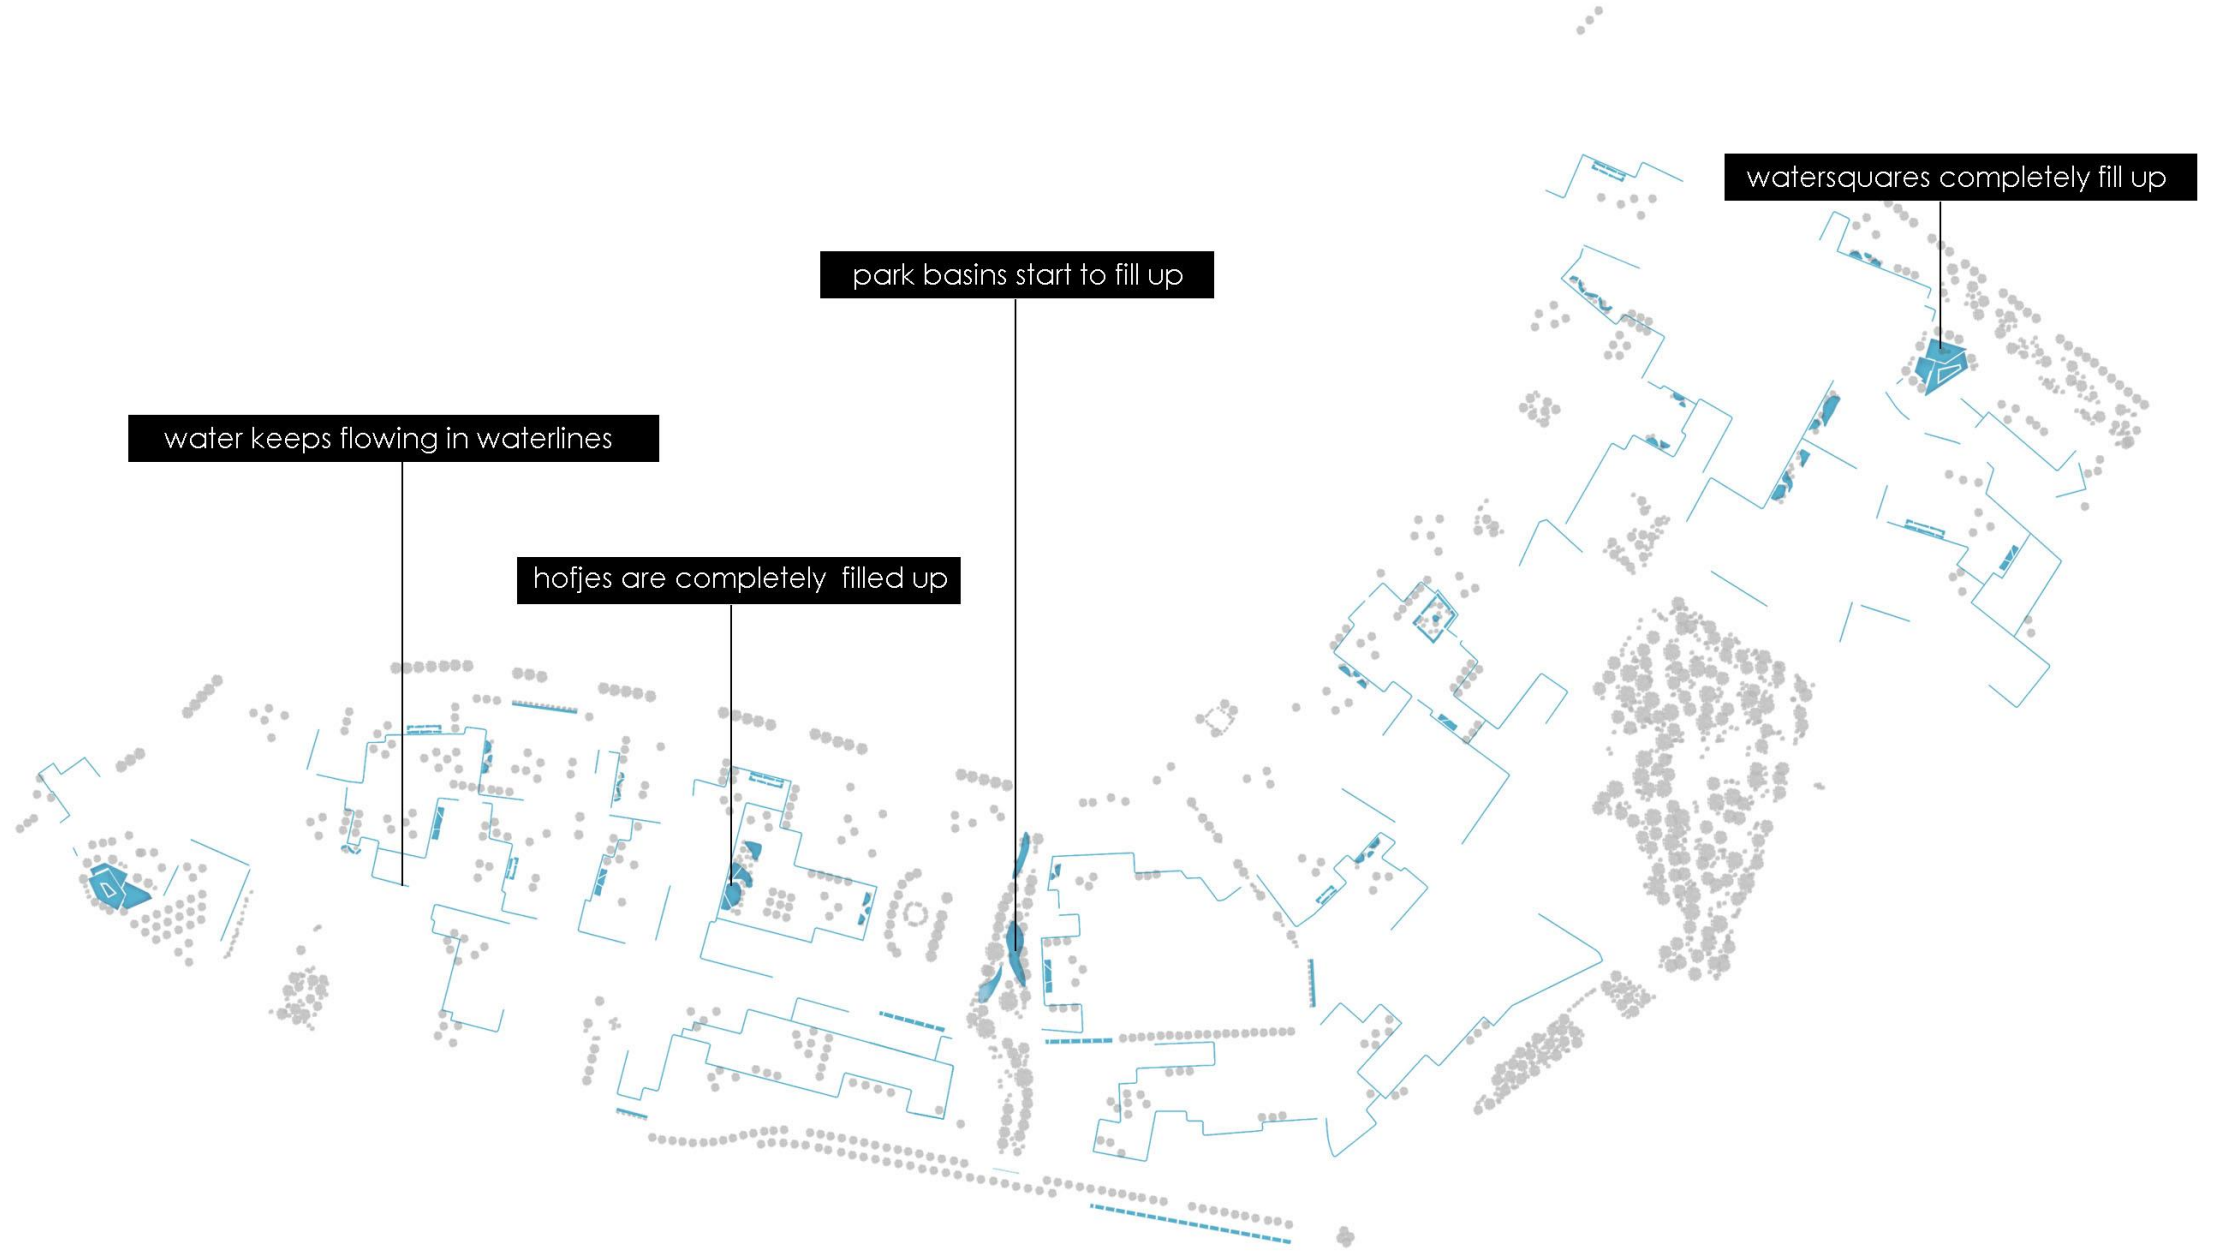 watersquares completely fill up
park basins start to fill up
water keeps flowing in waterlines
hofjes are completely  filled up